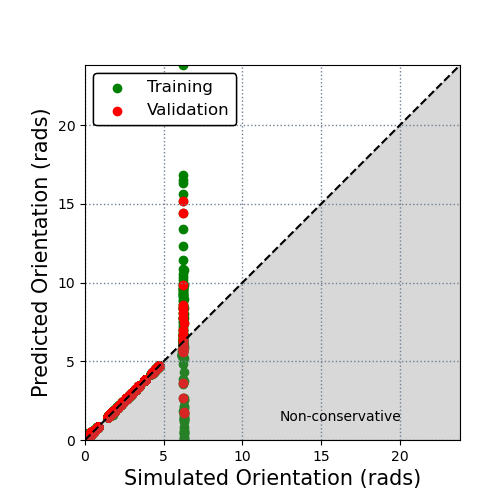 Training
Validation
Predicted Orientation (rads)
20
15
10
5
0
Non-conservative
0 5 10 15 20
Simulated Orientation (rads)